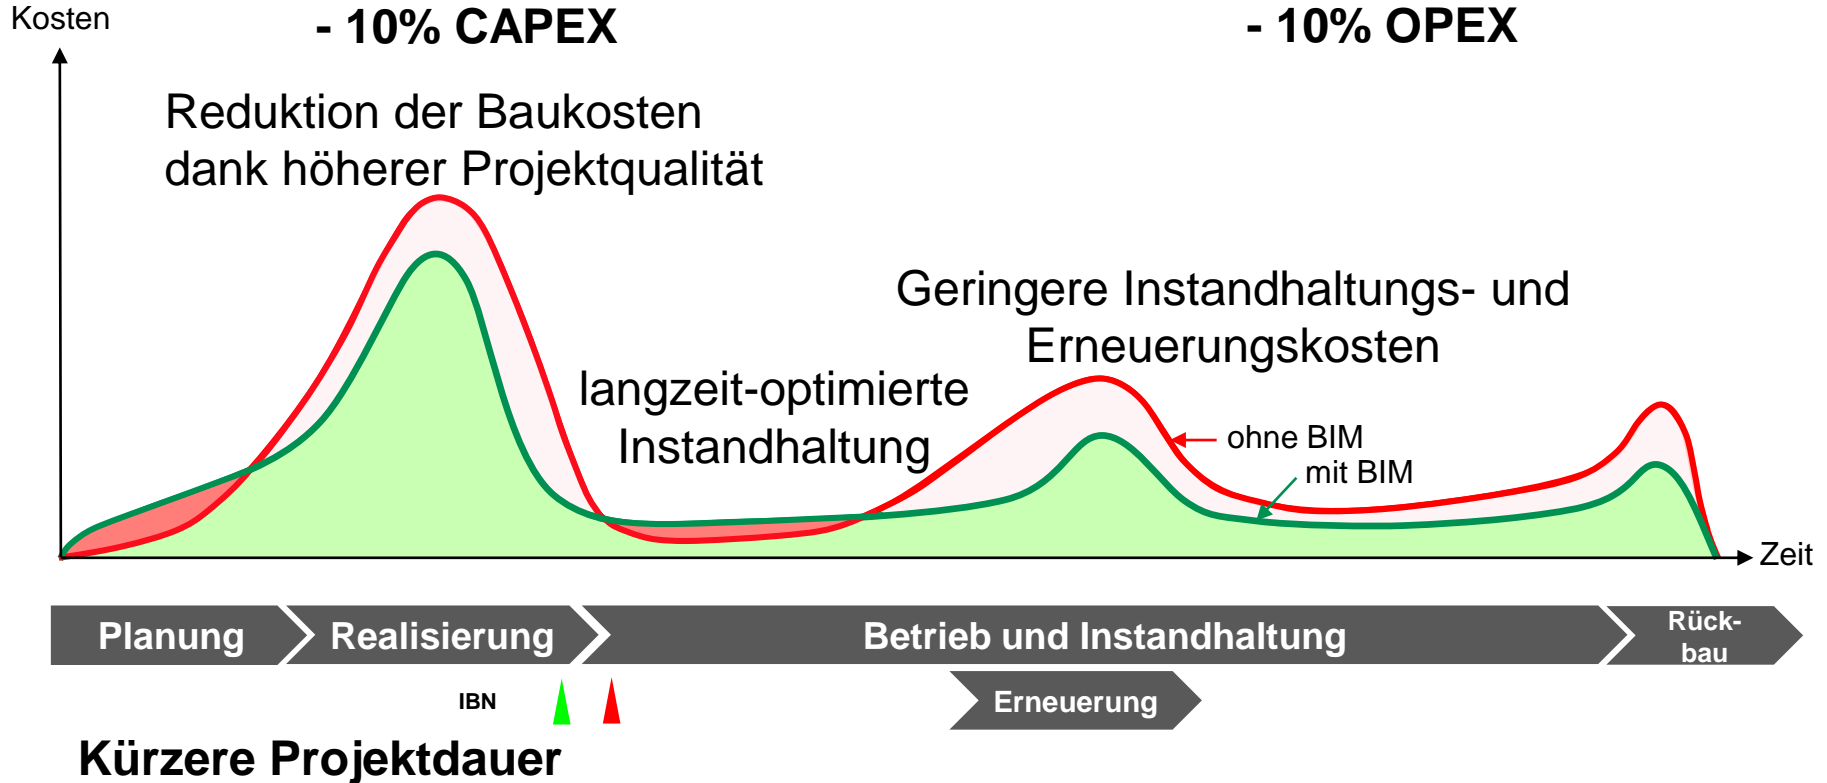 Kosten
- 10% CAPEX
- 10% OPEX
Reduktion der Baukosten
dank höherer Projektqualität
Geringere Instandhaltungs- und
Erneuerungskosten
langzeit-optimierte
Instandhaltung
ohne BIM
mit BIM
Zeit
Planung
Realisierung
Betrieb und Instandhaltung
Rück-
bau
IBN
Erneuerung
Kürzere Projektdauer